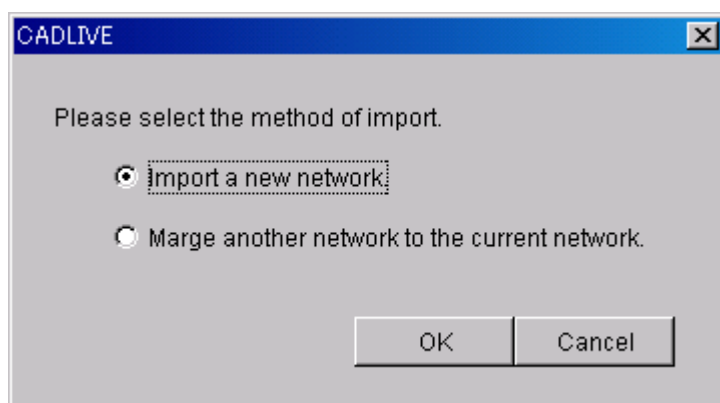 CADLIVE
Please select the method of import.
Import a new network
Marge another network to the current network.
OK Cancel